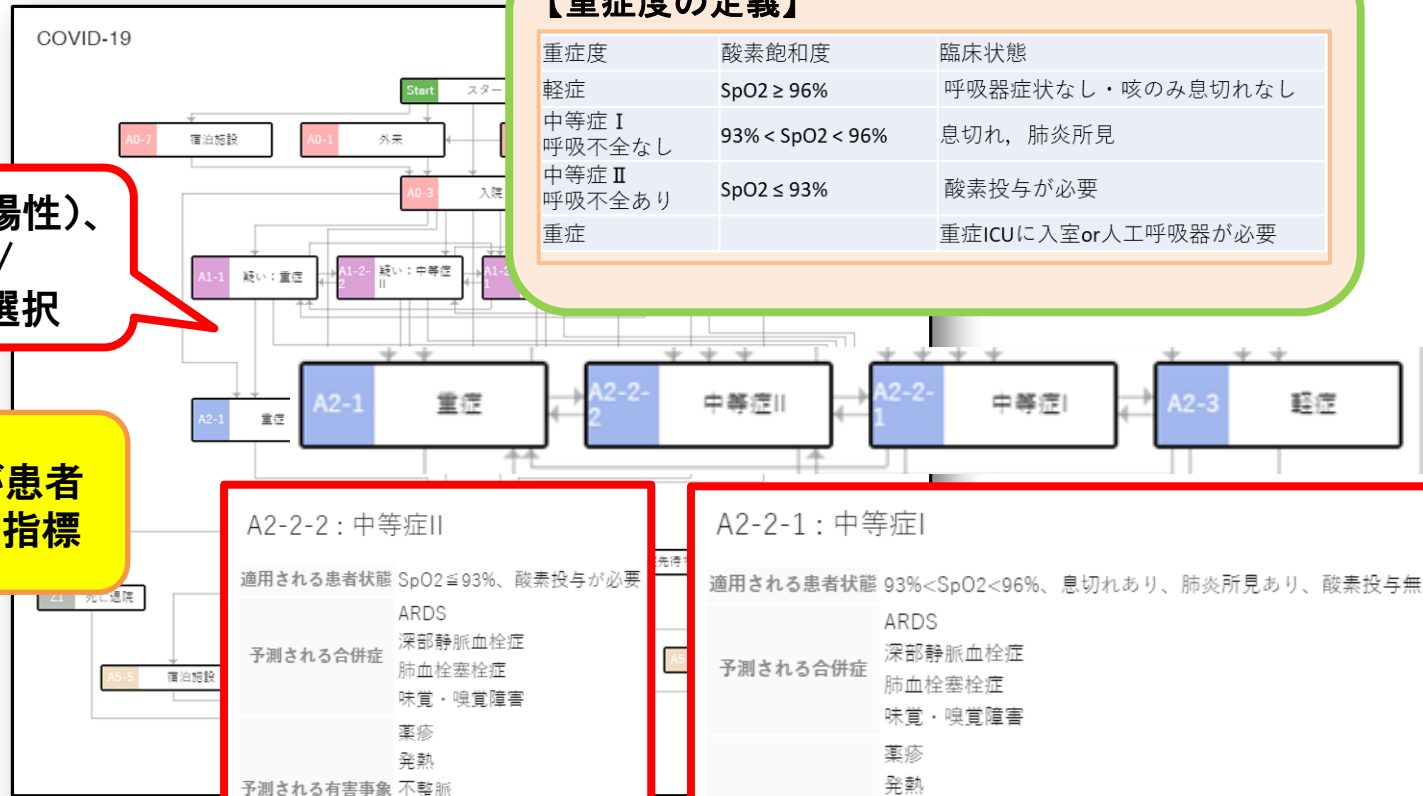 COVID-19
【重症度の定義】
重症度 酸素飽和度 臨床状態
軽症 SpO2 ≥ 96% 呼吸器症状なし・咳のみ息切れなし
中等症 Ⅰ
呼吸不全なし 93% < SpO2 < 96% 息切れ，肺炎所見
中等症 Ⅱ
呼吸不全あり SpO2 ≤ 93% 酸素投与が必要
重症 重症ICUに入室or人工呼吸器が必要
Start スター
A0-7 宿泊施設
A0-1 外来
A0-3 入院
陽性）、
/
選択
A1-1 疑い：重症
A1-2-2 疑い：中等症II
A1-2
1
A2-1 重症
A2-1 重症
A2-2-2 中等症II
A2-2-1 中等症I
A2-3 軽症
が患者
指標
Z1 死亡退院
A5-5 宿泊施設
先待
A5
A2-2-2：中等症II
適用される患者状態 SpO2≦93%、酸素投与が必要
予測される合併症
ARDS
深部静脈血栓症
肺血栓塞栓症
味覚・嗅覚障害
予測される有害事象
薬疹
発熱
不整脈
A2-2-1：中等症I
適用される患者状態 93%<SpO2<96%、息切れあり、肺炎所見あり、酸素投与無
予測される合併症
ARDS
深部静脈血栓症
肺血栓塞栓症
味覚・嗅覚障害
薬疹
発熱